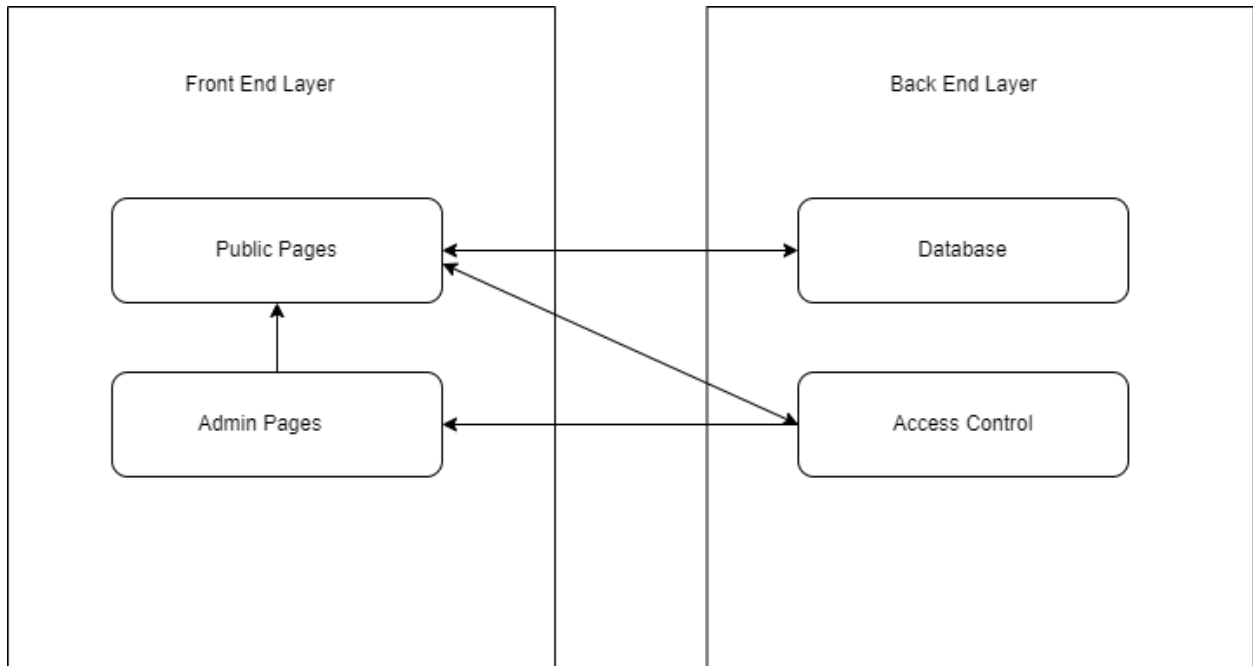 Front End Layer
Back End Layer
Public Pages
Database
Admin Pages
Access Control